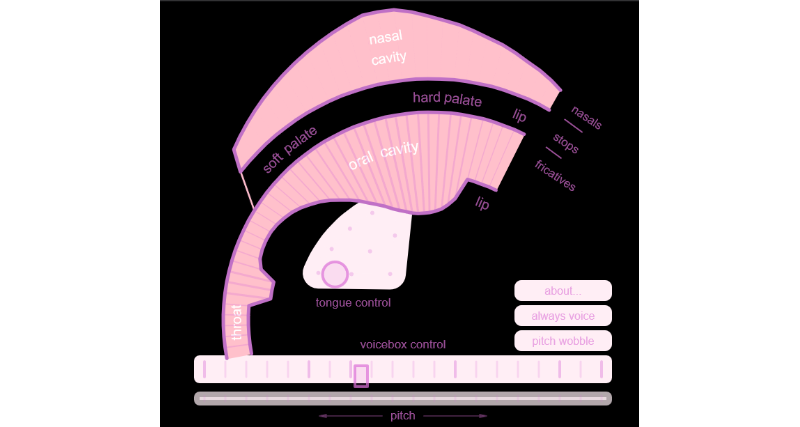 nasal
cavity
hard palate
lip
nasals
soft palate
stops
oral cavity
fricatives
lip
tongue control
about...
throat
always voice
voicebox control
pitch wobble
pitch